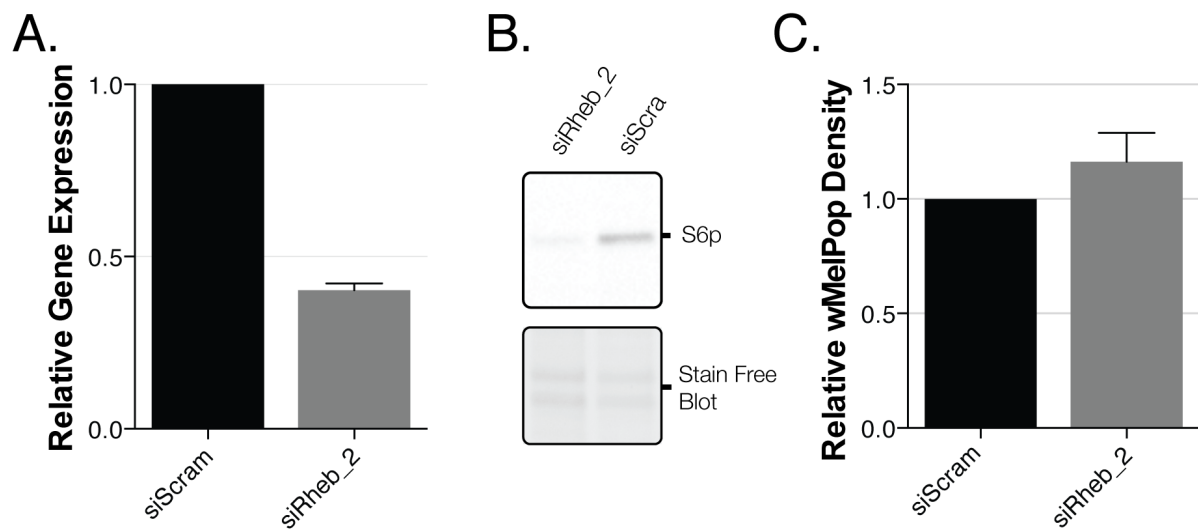 A.
Relative Gene Expression
1.0
0.5
0.0
siScram
siRheb_2
B.
siRheb_2
siScra
S6p
Stain Free
Blot
C.
Relative wMelPop Density
1.5
1.0
0.5
0.0
siScram
siRheb_2